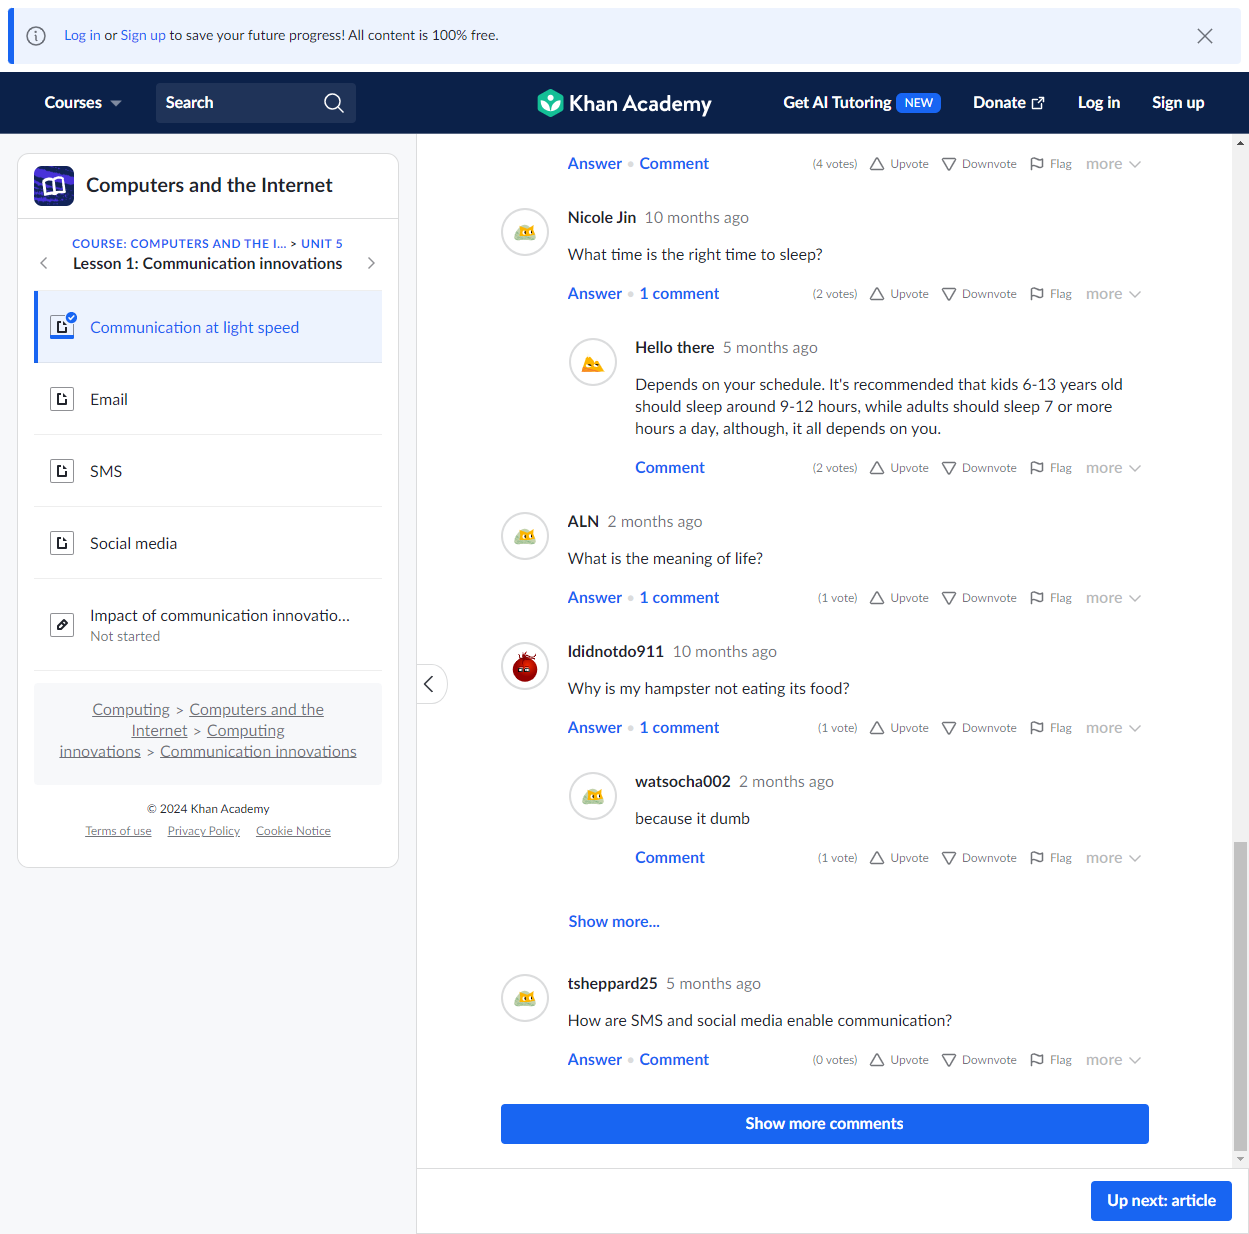 Log in or Sign up to save your future progress! All content is 100% free.
Courses
Search
Khan Academy
Get AI Tutoring NEW
Donate
Log in
Sign up
Computers and the Internet
COURSE: COMPUTERS AND THE I... > UNIT 5
Lesson 1: Communication innovations
Communication at light speed
Email
SMS
Social media
Impact of communication innovatio...
Not started
Computing > Computers and the
Internet > Computing
innovations > Communication innovations
© 2024 Khan Academy
Terms of use Privacy Policy Cookie Notice
Answer • Comment (4 votes) Upvote Downvote Flag more
Nicole Jin 10 months ago
What time is the right time to sleep?
Answer • 1 comment (2 votes) Upvote Downvote Flag more
Hello there 5 months ago
Depends on your schedule. It's recommended that kids 6-13 years old
should sleep around 9-12 hours, while adults should sleep 7 or more
hours a day, although, it all depends on you.
Comment (2 votes) Upvote Downvote Flag more
ALN 2 months ago
What is the meaning of life?
Answer • 1 comment (1 vote) Upvote Downvote Flag more
Ididnotdo911 10 months ago
Why is my hampster not eating its food?
Answer • 1 comment (1 vote) Upvote Downvote Flag more
watsocha002 2 months ago
because it dumb
Comment (1 vote) Upvote Downvote Flag more
Show more...
tsheppard25 5 months ago
How are SMS and social media enable communication?
Answer • Comment (0 votes) Upvote Downvote Flag more
Show more comments
Up next: article